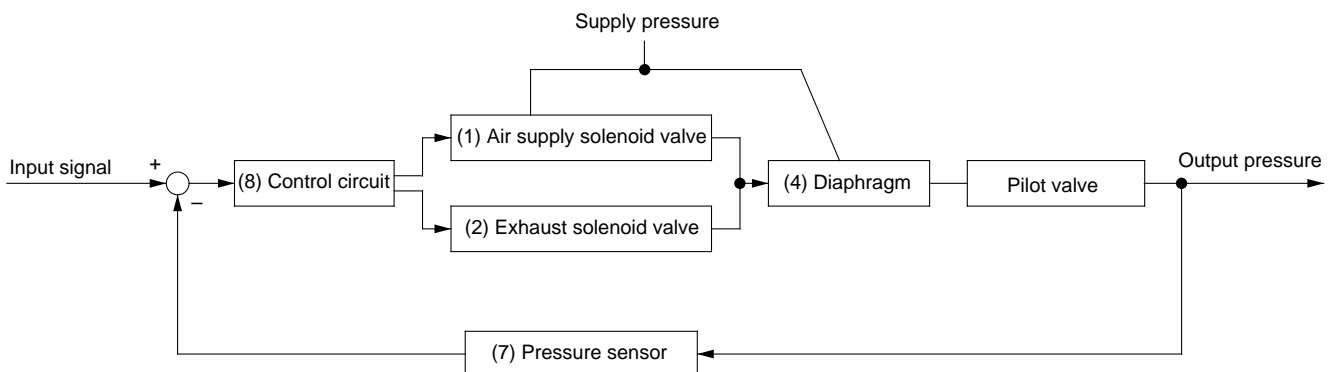 Supply pressure
(1) Air supply solenoid valve
Input signal
+
(8) Control circuit
–
(4) Diaphragm
Pilot valve
Output pressure
(2) Exhaust solenoid valve
(7) Pressure sensor